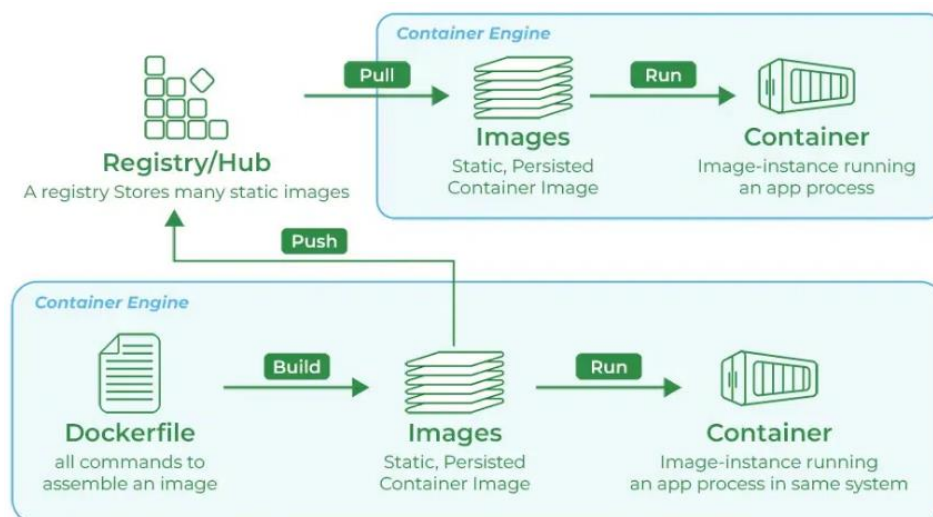 Container Engine
Pull
Run
Registry/Hub
A registry Stores many static images
Images
Static, Persisted
Container Image
Container
Image-instance running
an app process
Push
Container Engine
Build
Run
Dockerfile
all commands to
assemble an image
Images
Static, Persisted
Container Image
Container
Image-instance running
an app process in same system